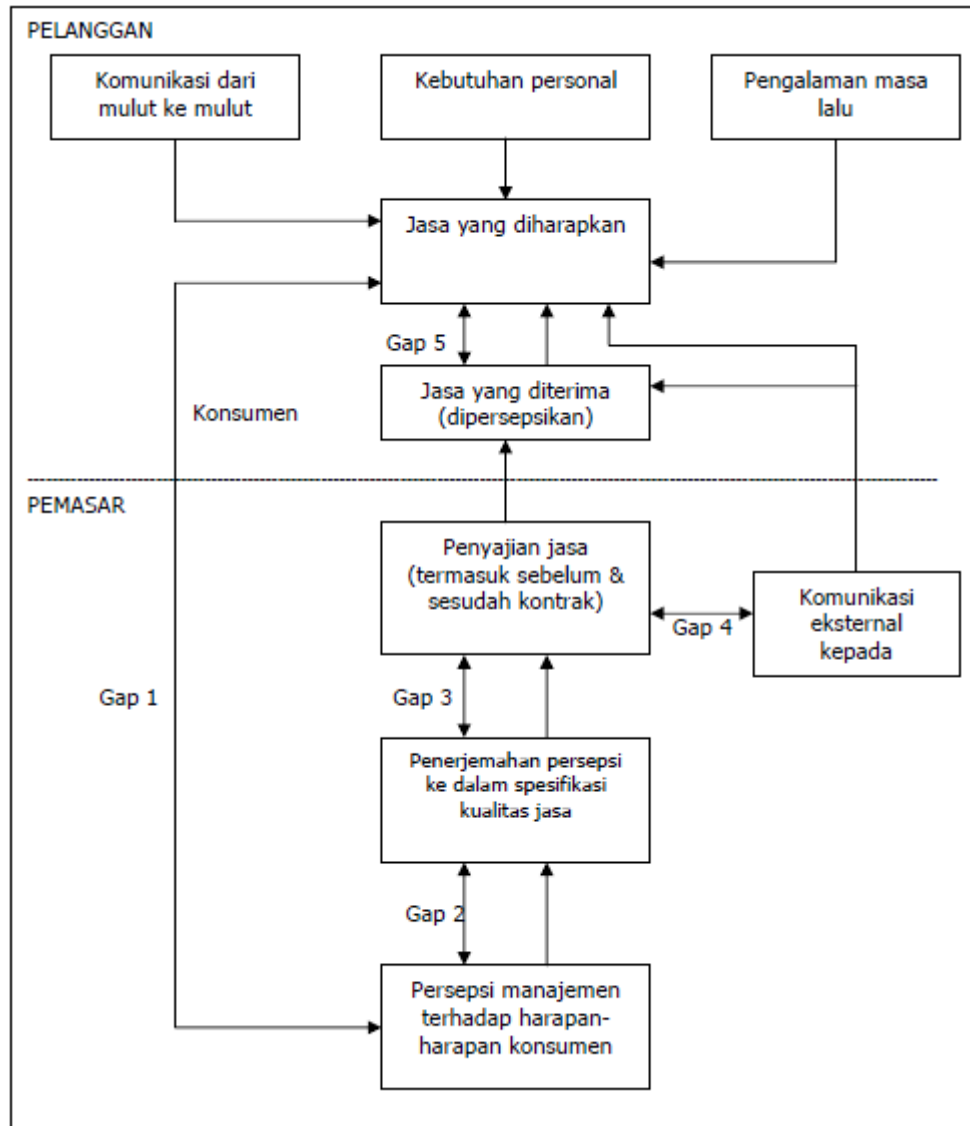 PELANGGAN
Komunikasi dari
mulut ke mulut
Kebutuhan personal
Pengalaman masa
lalu
Jasa yang diharapkan
Gap 5
Jasa yang diterima
(dipersepsikan)
Konsumen
PEMASAR
Penyajian jasa
(termasuk sebelum &
sesudah kontrak)
Gap 4
Komunikasi
eksternal
kepada
Gap 1
Gap 3
Penerjemahan persepsi
ke dalam spesifikasi
kualitas jasa
Gap 2
Persepsi manajemen
terhadap harapan-
harapan konsumen